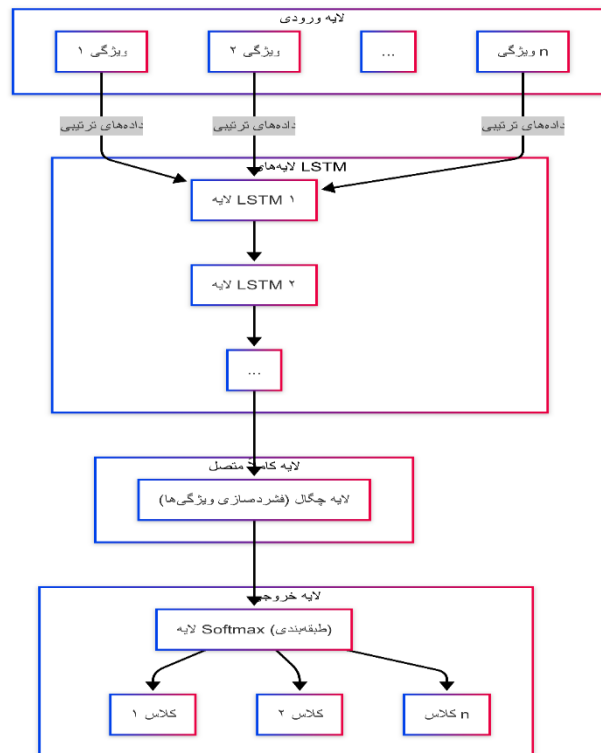 لایه ورودی
ویژگی ۱
ویژگی ۲
...
ویژگی n
داده‌های ترتیبی
داده‌های ترتیبی
داده‌های ترتیبی
لایه‌های LSTM
لایه LSTM ۱
لایه LSTM ۲
...
لایه کاملاً متصل
لایه چگال (فشرده‌سازی ویژگی‌ها)
لایه خروجی
لایه Softmax (طبقه‌بندی)
کلاس ۱
کلاس ۲
کلاس n